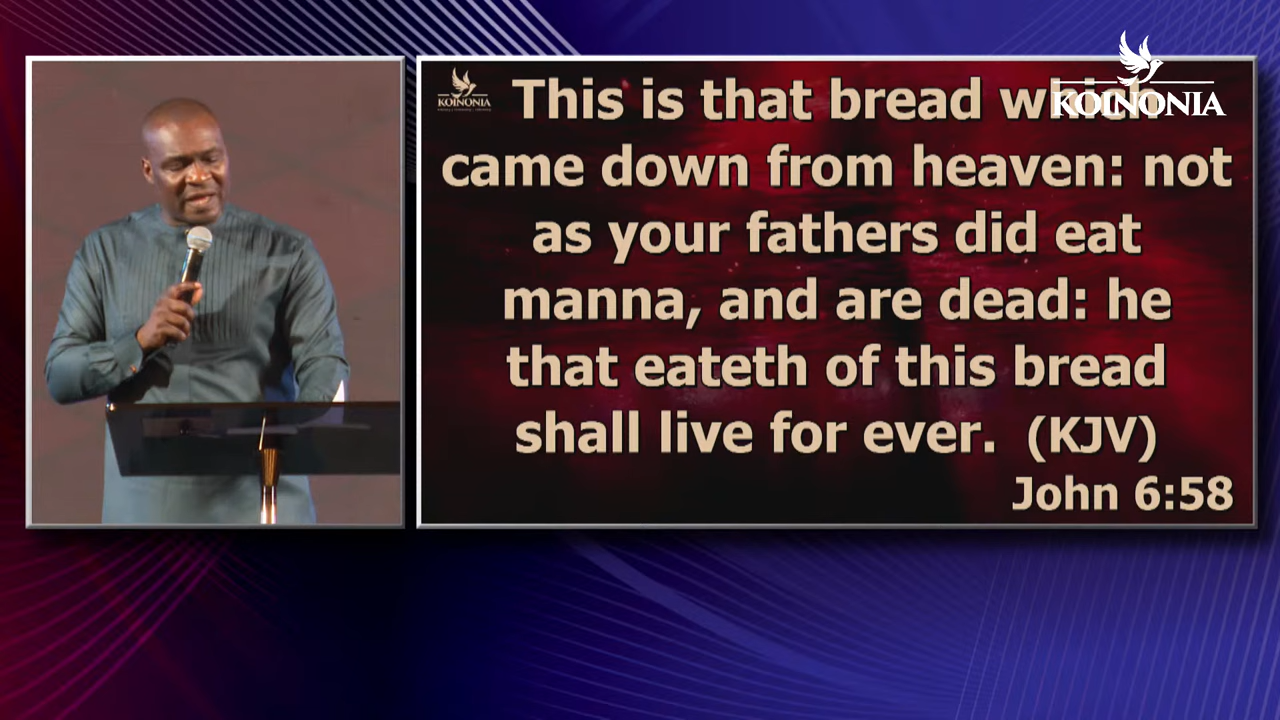 KOINONIA
This is that bread which
came down from heaven: not
as your fathers did eat
manna, and are dead: he
that eateth of this bread
shall live for ever. (KJV)
John 6:58
KOINONIA